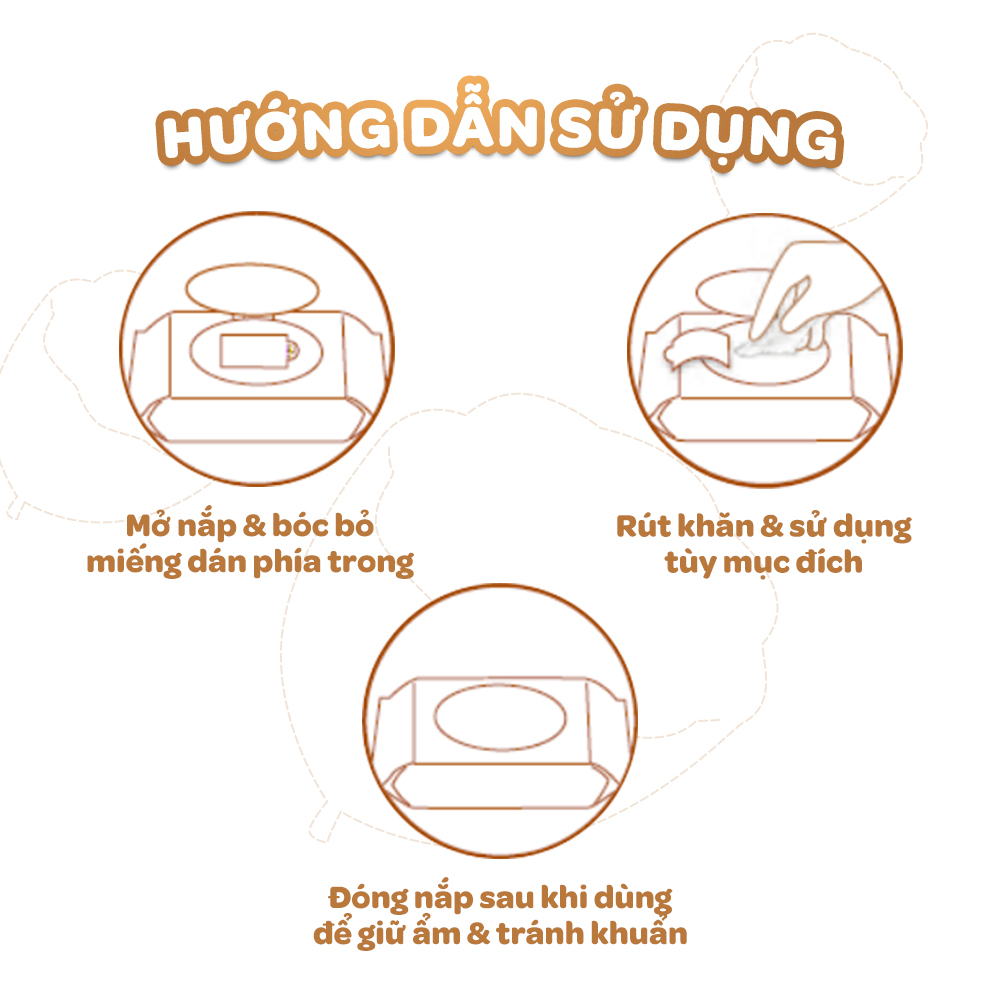 HƯỚNG DẪN SỬ DỤNG
Mở nắp & bóc bỏ
miếng dán phía trong
Rút khăn & sử dụng
tùy mục đích
Đóng nắp sau khi dùng
để giữ ẩm & tránh khuẩn